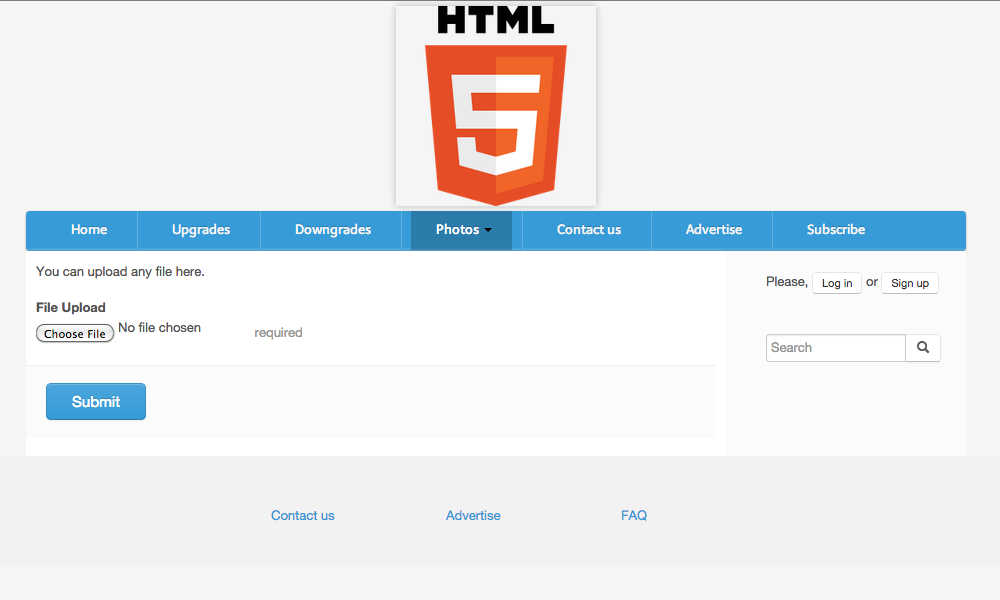 HTML
5
Home Upgrades Downgrades Photos Contact us Advertise Subscribe
You can upload any file here.
Please, Log in or Sign up
File Upload
Choose File No file chosen required
Search
Submit
Contact us Advertise FAQ